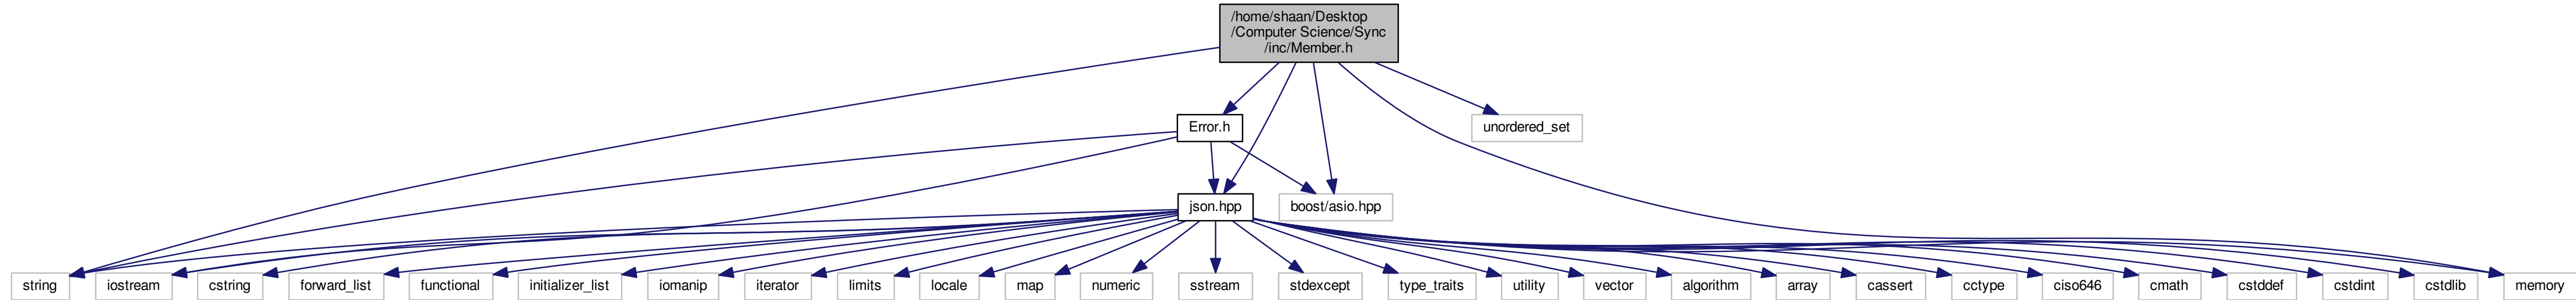 /home/shaan/Desktop
/Computer Science/Sync
/inc/Member.h
Error.h
unordered_set
json.hpp
boost/asio.hpp
string
iostream
cstring
forward_list
functional
initializer_list
iomanip
iterator
limits
locale
map
numeric
sstream
stdexcept
type_traits
utility
vector
algorithm
array
cassert
cctype
ciso646
cmath
cstddef
cstdint
cstdlib
memory